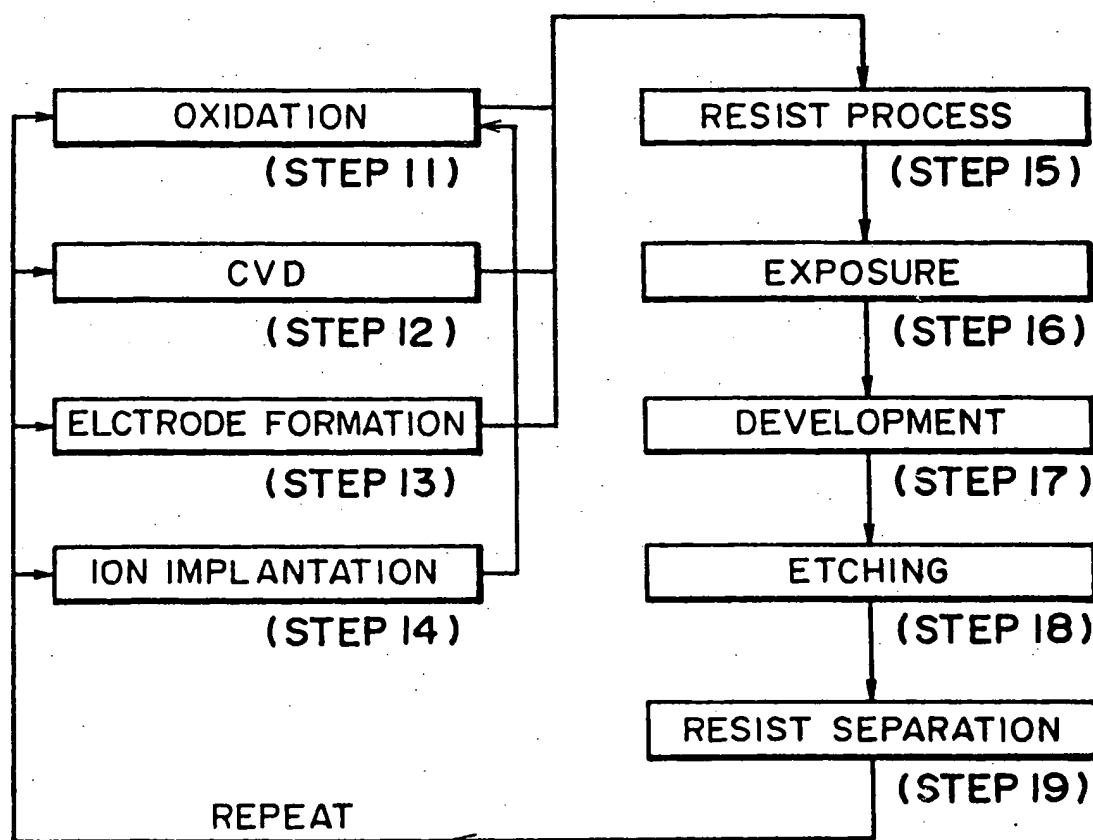 OXIDATION
(STEP 11)
CVD
(STEP 12)
ELCTRODE FORMATION
(STEP 13)
ION IMPLANTATION
(STEP 14)
RESIST PROCESS
(STEP 15)
EXPOSURE
(STEP 16)
DEVELOPMENT
(STEP 17)
ETCHING
(STEP 18)
RESIST SEPARATION
(STEP 19)
REPEAT